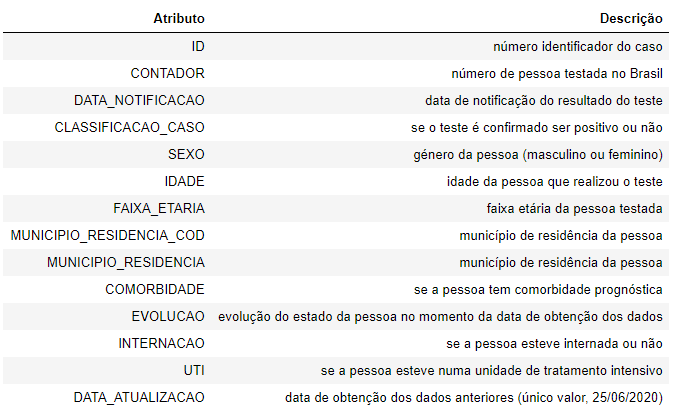 Atributo Descrição
ID número identificador do caso
CONTADOR número de pessoa testada no Brasil
DATA_NOTIFICACAO data de notificação do resultado do teste
CLASSIFICACAO_CASO se o teste é confirmado ser positivo ou não
SEXO género da pessoa (masculino ou feminino)
IDADE idade da pessoa que realizou o teste
FAIXA_ETARIA faixa etária da pessoa testada
MUNICIPIO_RESIDENCIA_COD município de residência da pessoa
MUNICIPIO_RESIDENCIA município de residência da pessoa
COMORBIDADE se a pessoa tem comorbidade prognóstica
EVOLUCAO evolução do estado da pessoa no momento da data de obtenção dos dados
INTERNACAO se a pessoa esteve internada ou não
UTI se a pessoa esteve numa unidade de tratamento intensivo
DATA_ATUALIZACAO data de obtenção dos dados anteriores (único valor, 25/06/2020)